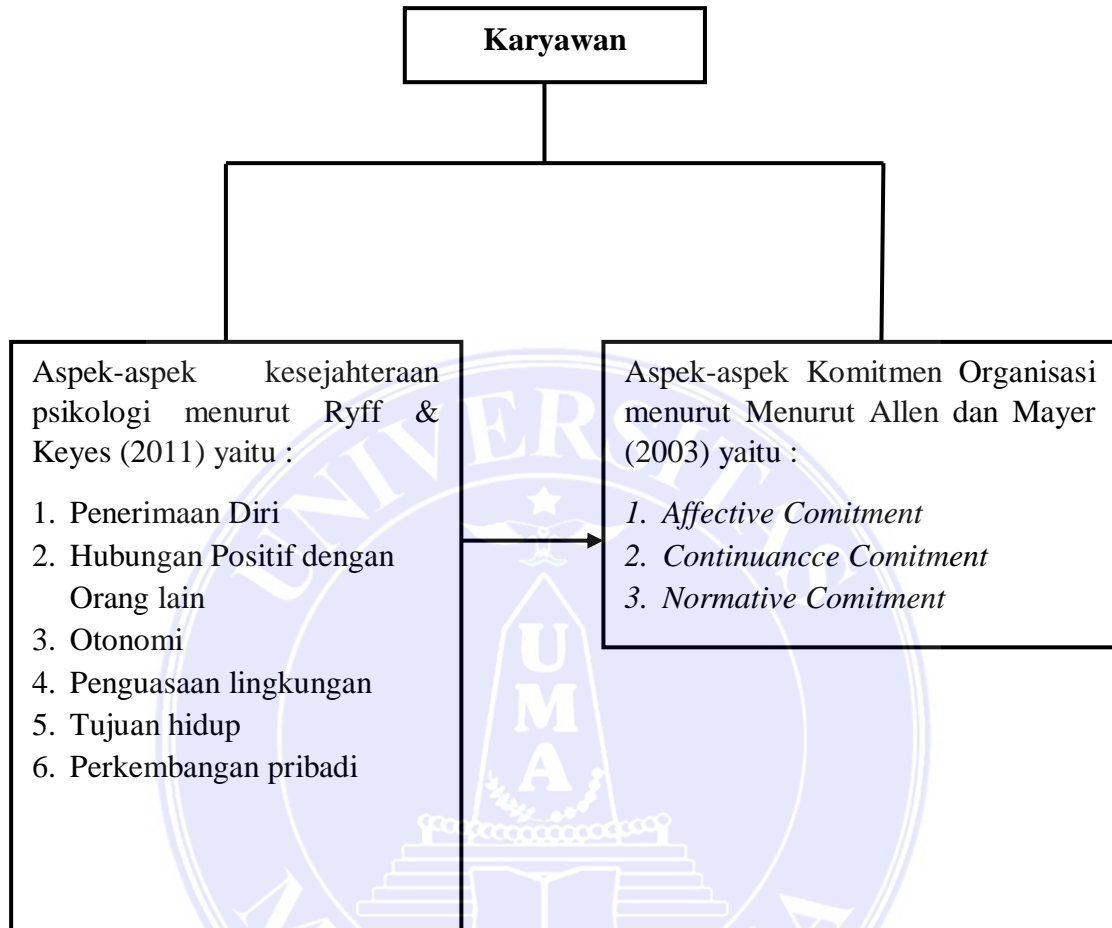 Karyawan
Aspek-aspek kesejahteraan
psikologi menurut Ryff &
Keyes (2011) yaitu :
1. Penerimaan Diri
2. Hubungan Positif dengan
Orang lain
3. Otonomi
4. Penguasaan lingkungan
5. Tujuan hidup
6. Perkembangan pribadi
Aspek-aspek Komitmen Organisasi
menurut Menurut Allen dan Mayer
(2003) yaitu :
1. Affective Comitment
2. Continuancce Comitment
3. Normative Comitment
UNIVERSITAS
UMA